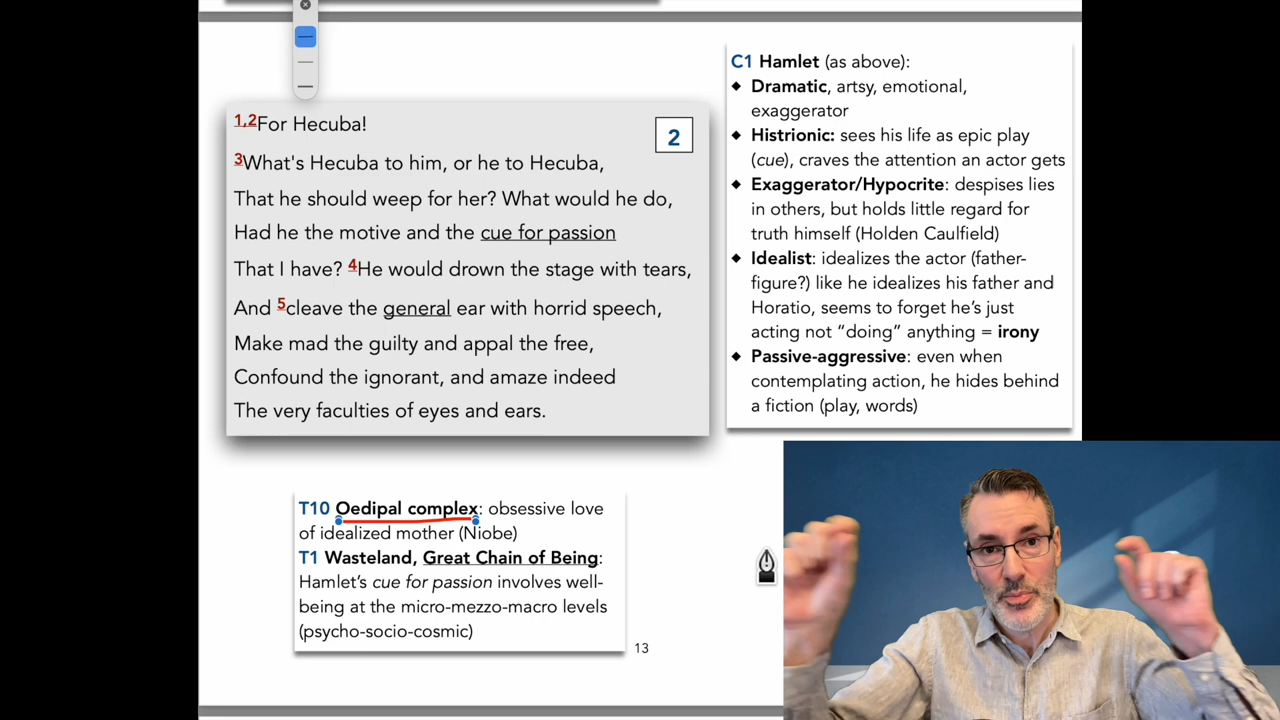 1,2For Hecuba!
2
3What's Hecuba to him, or he to Hecuba,
That he should weep for her? What would he do,
Had he the motive and the cue for passion
That I have? 4He would drown the stage with tears,
And 5cleave the general ear with horrid speech,
Make mad the guilty and appal the free,
Confound the ignorant, and amaze indeed
The very faculties of eyes and ears.
C1 Hamlet (as above):
◆ Dramatic, artsy, emotional,
exaggerator
◆ Histrionic: sees his life as epic play
(cue), craves the attention an actor gets
◆ Exaggerator/Hypocrite: despises lies
in others, but holds little regard for
truth himself (Holden Caulfield)
◆ Idealist: idealizes the actor (father-
figure?) like he idealizes his father and
Horatio, seems to forget he's just
acting not "doing" anything = irony
◆ Passive-aggressive: even when
contemplating action, he hides behind
a fiction (play, words)
T10 Oedipal complex: obsessive love
of idealized mother (Niobe)
T1 Wasteland, Great Chain of Being:
Hamlet's cue for passion involves well-
being at the micro-mezzo-macro levels
(psycho-socio-cosmic)
13